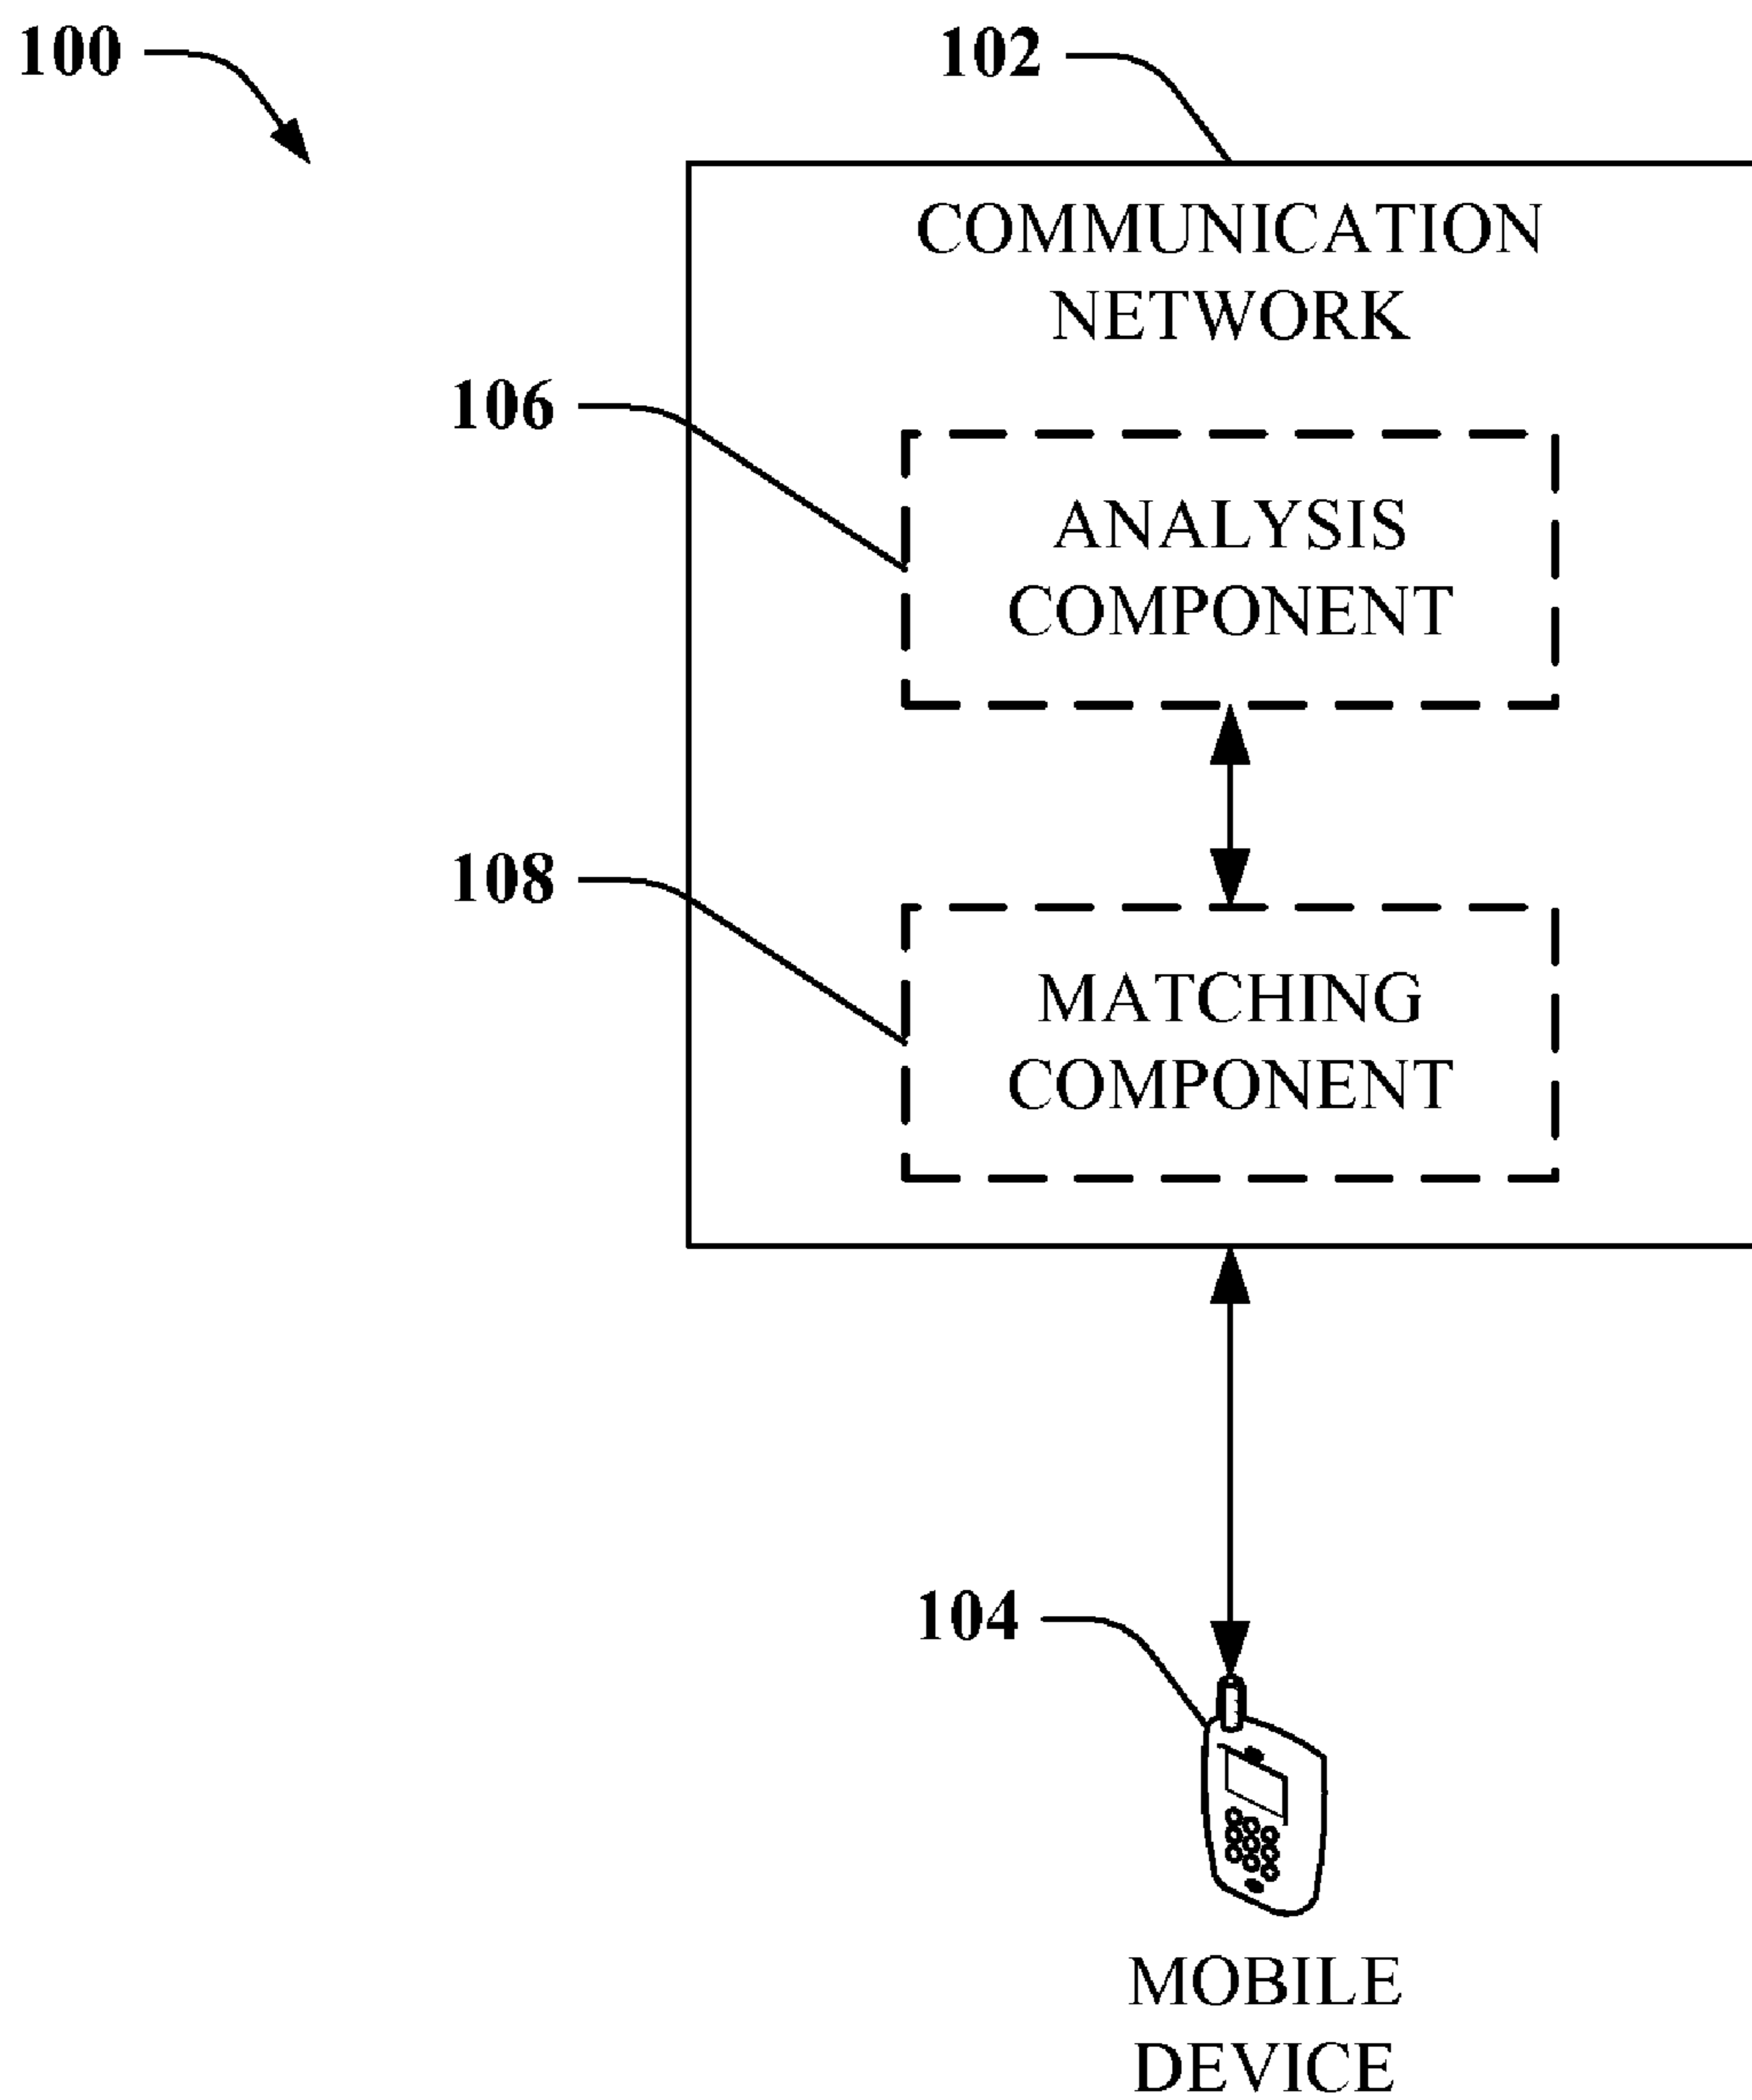 100
102
COMMUNICATION
NETWORK
106
ANALYSIS
COMPONENT
108
MATCHING
COMPONENT
104
MOBILE
DEVICE